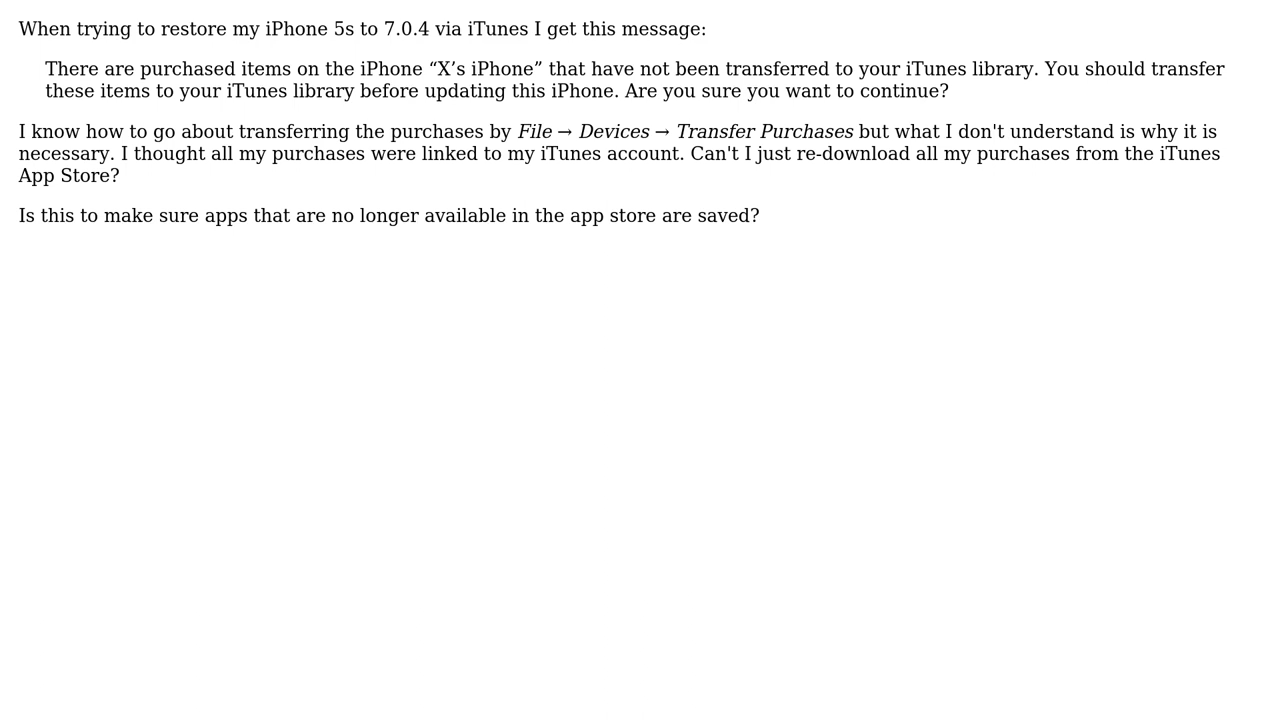 When trying to restore my iPhone 5s to 7.0.4 via iTunes I get this message:
There are purchased items on the iPhone “X’s iPhone” that have not been transferred to your iTunes library. You should transfer
these items to your iTunes library before updating this iPhone. Are you sure you want to continue?
I know how to go about transferring the purchases by File → Devices → Transfer Purchases but what I don't understand is why it is
necessary. I thought all my purchases were linked to my iTunes account. Can't I just re-download all my purchases from the iTunes
App Store?
Is this to make sure apps that are no longer available in the app store are saved?